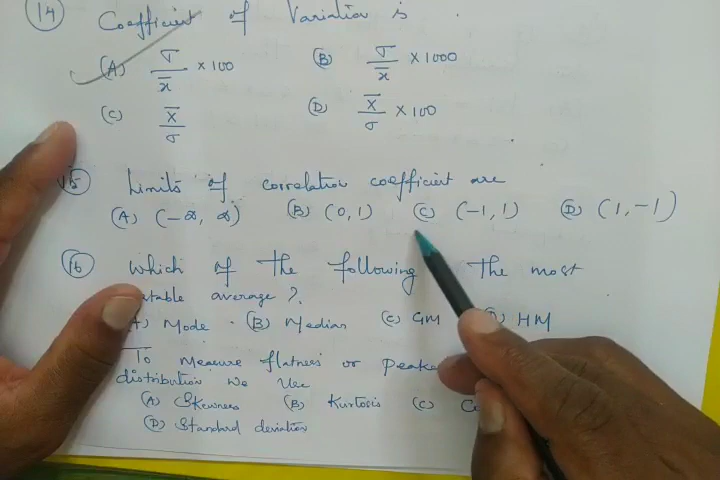 14 Coefficient of Variation is
(A) σ/x̄ × 100 (B) σ/x̄ × 1000
(C) x̄/σ (D) x̄/σ × 100
15 Limits of correlation coefficient are
(A) (-∞, ∞) (B) (0, 1) (C) (-1, 1) (D) (1, -1)
16 Which of the following the most
average?
(A) Mode (B) Median (C) GM (D) HM
To Measure flatness or
distribution we use
(A) Skewness (B) Kurtosis (C)
(D) Standard deviation